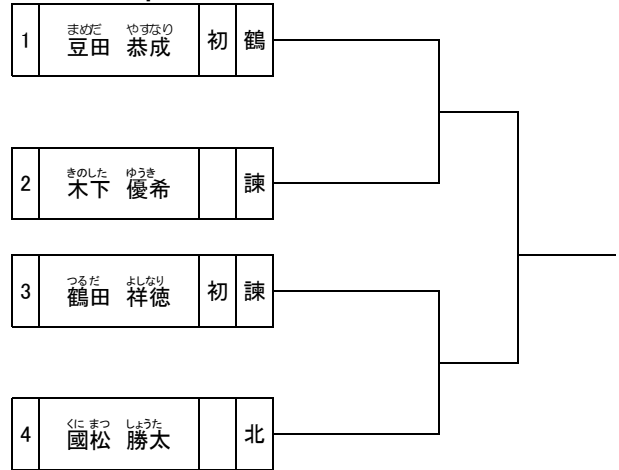 まめだ やすなり
1 豆田 恭成 初 鶴
きのした ゆうき
2 木下 優希 諫
つるだ よしなり
3 鶴田 祥徳 初 諫
くに まつ しょうた
4 國松 勝太 北